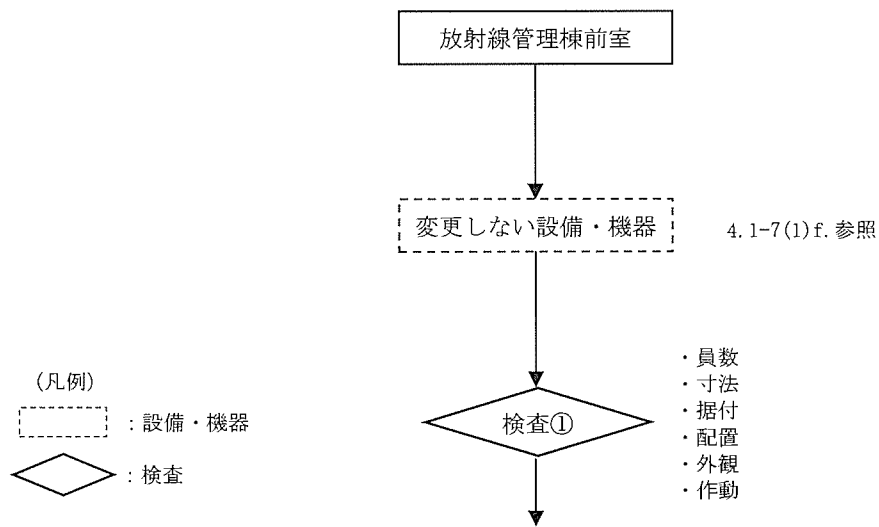 放射線管理棟前室
変更しない設備・機器
4.1-7(1)f.参照
検査①
・員数
・寸法
・据付
・配置
・外観
・作動
(凡例)
：設備・機器
：検査